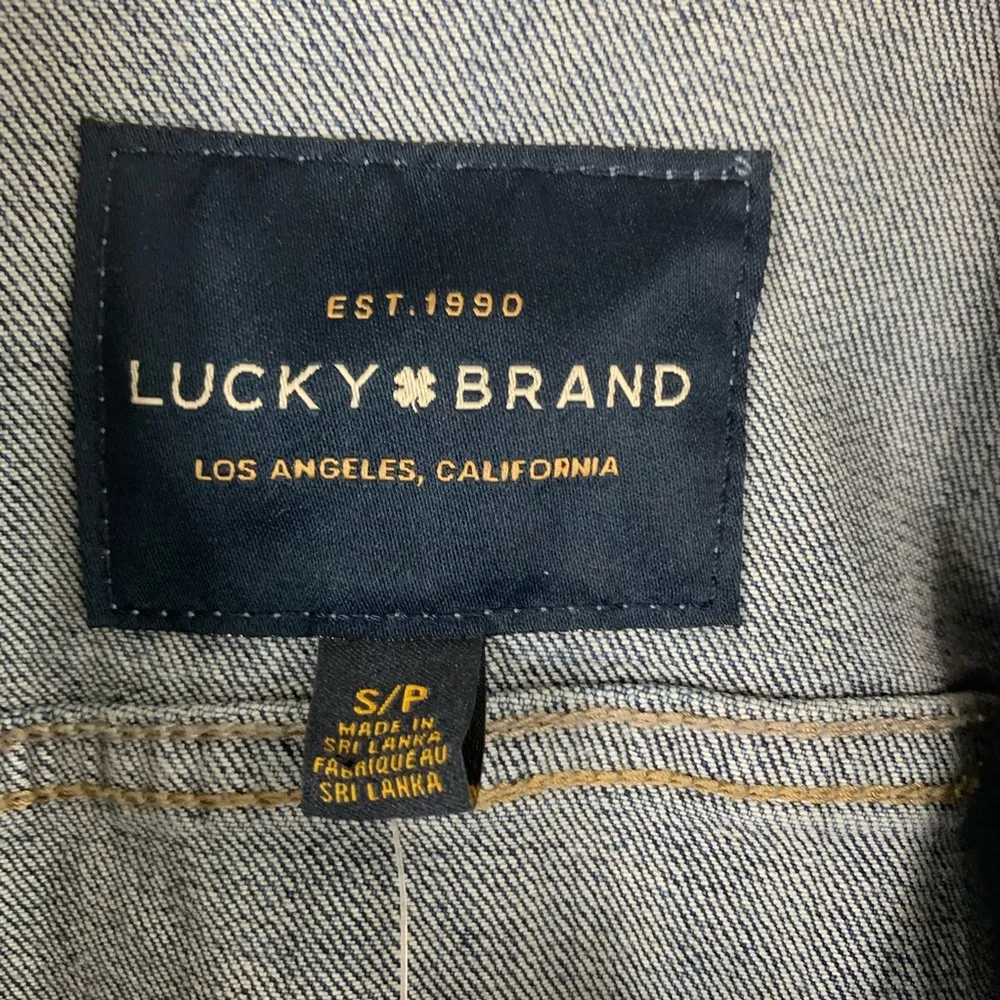 EST. 1990
LUCKY BRAND
LOS ANGELES, CALIFORNIA
S/P
MADE IN
SRI LANKA
FABRIQUÉ AU
SRI LANKA